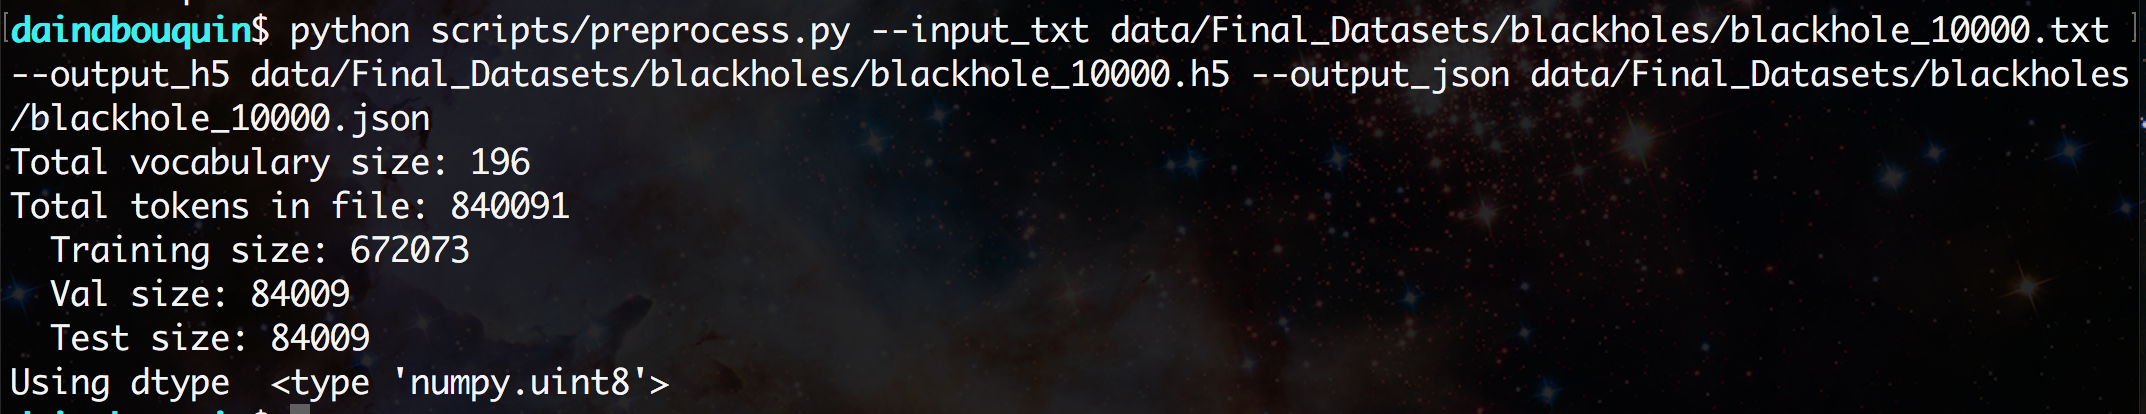 dainabouquin$ python scripts/preprocess.py --input_txt data/Final_Datasets/blackholes/blackhole_10000.txt
--output_h5 data/Final_Datasets/blackholes/blackhole_10000.h5 --output_json data/Final_Datasets/blackholes
/blackhole_10000.json
Total vocabulary size: 196
Total tokens in file: 840091
  Training size: 672073
  Val size: 84009
  Test size: 84009
Using dtype  <type 'numpy.uint8'>